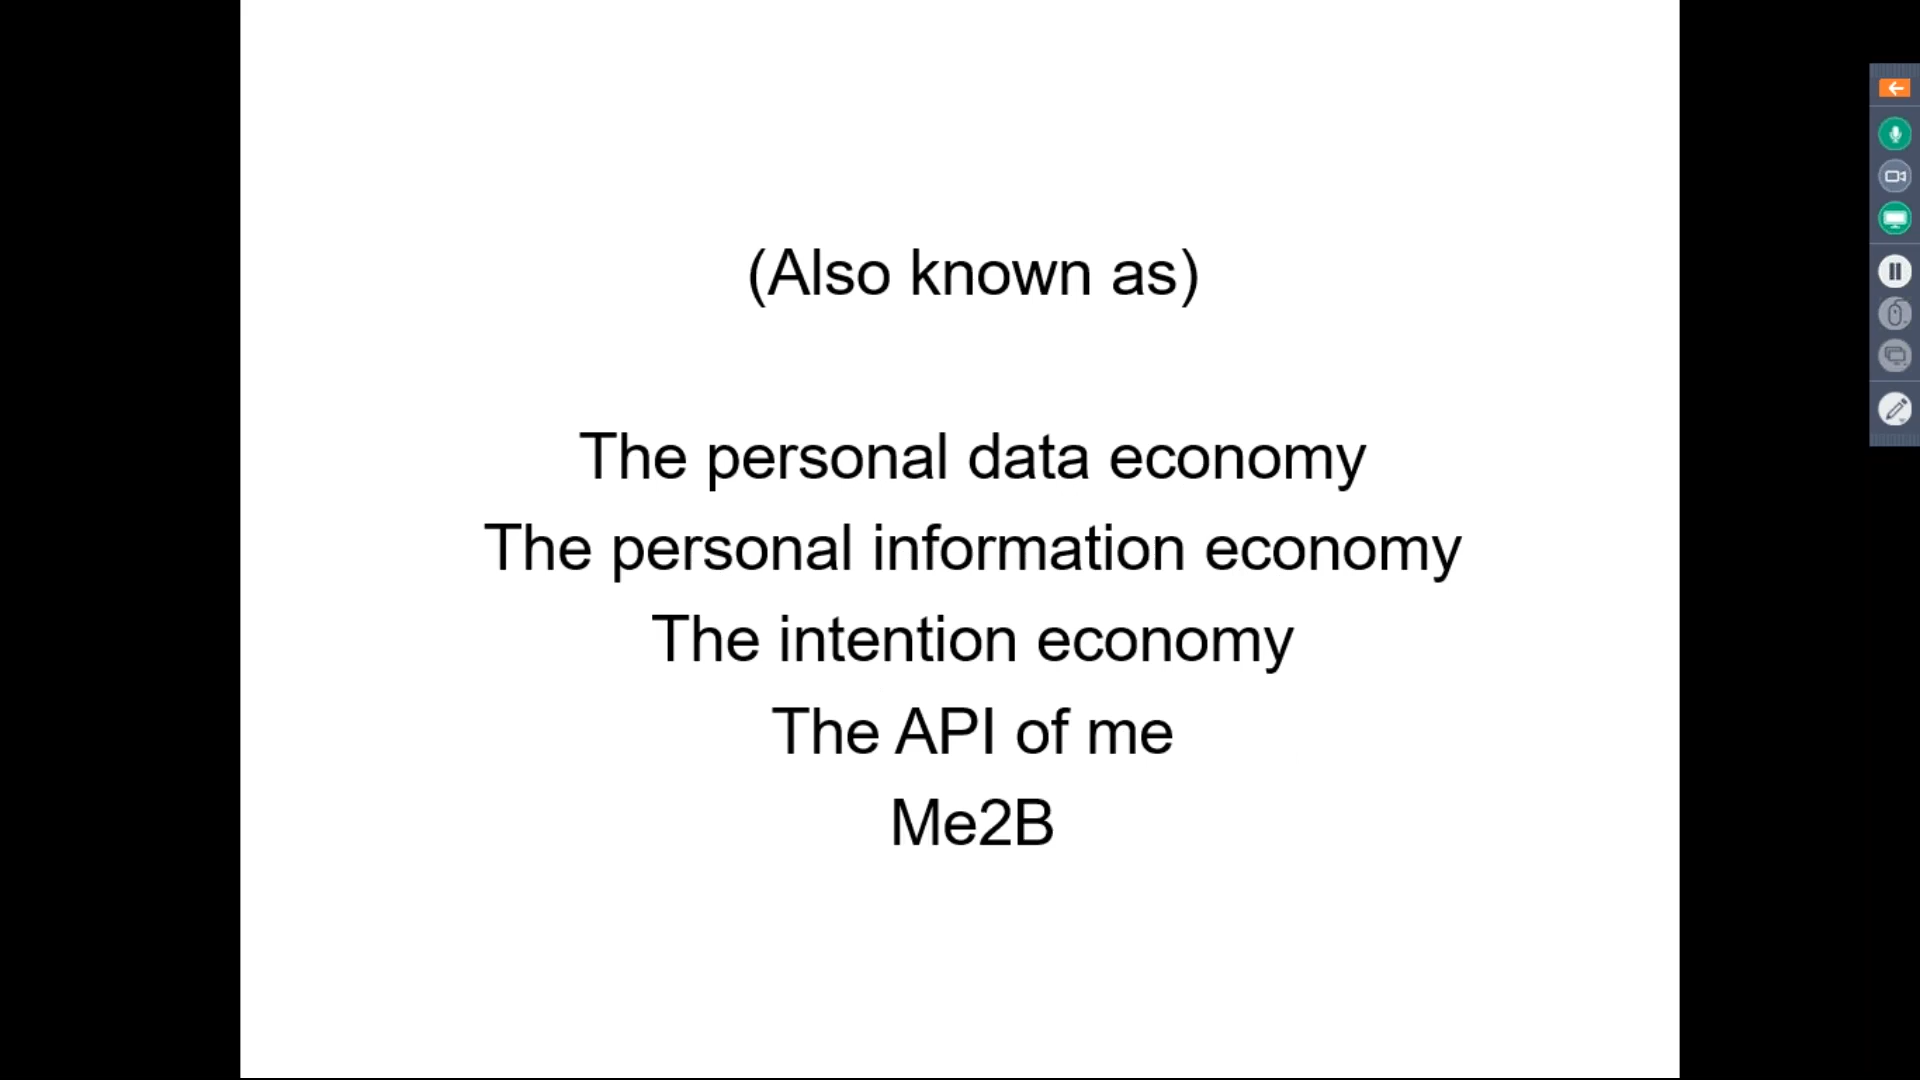 (Also known as)
The personal data economy
The personal information economy
The intention economy
The API of me
Me2B